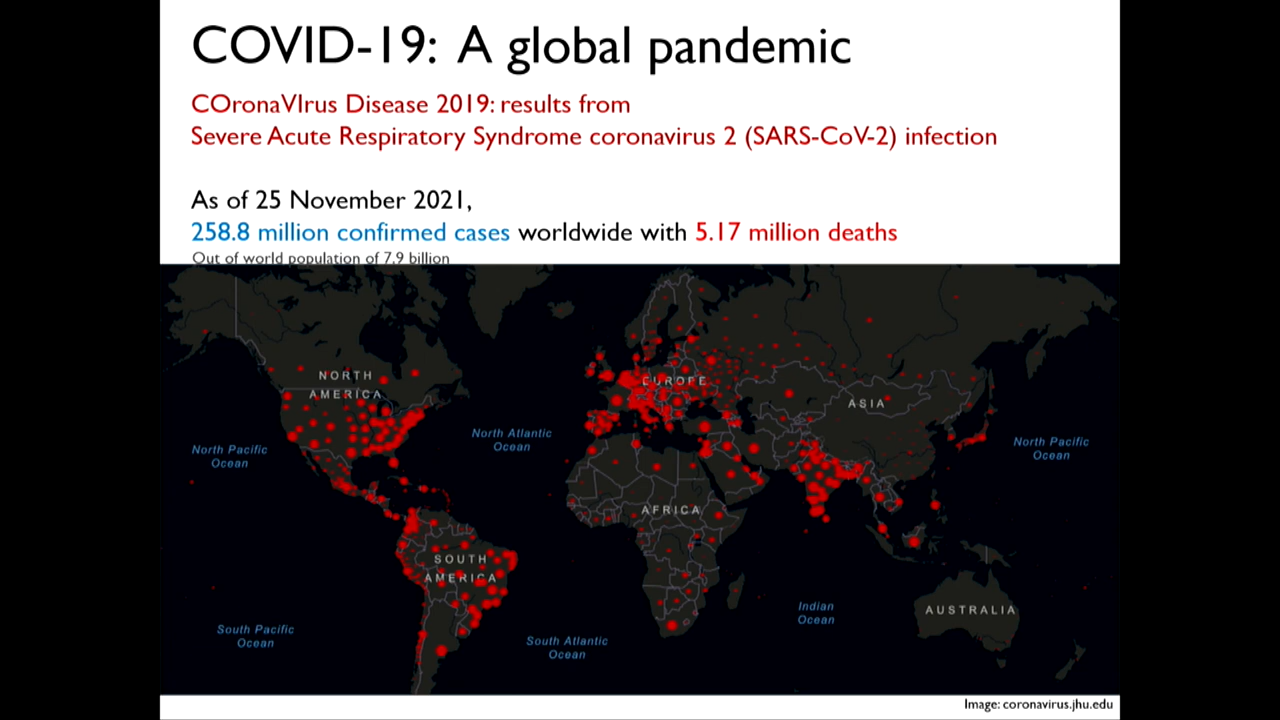 COVID-19: A global pandemic
COronaVIrus Disease 2019: results from
Severe Acute Respiratory Syndrome coronavirus 2 (SARS-CoV-2) infection
As of 25 November 2021,
258.8 million confirmed cases worldwide with 5.17 million deaths
Out of world population of 7.9 billion
NORTH
AMERICA
EUROPE
ASIA
North Pacific
Ocean
North Atlantic
Ocean
North Pacific
Ocean
AFRICA
SOUTH
AMERICA
Indian
Ocean
AUSTRALIA
South Pacific
Ocean
South Atlantic
Ocean
Image: coronavirus.jhu.edu